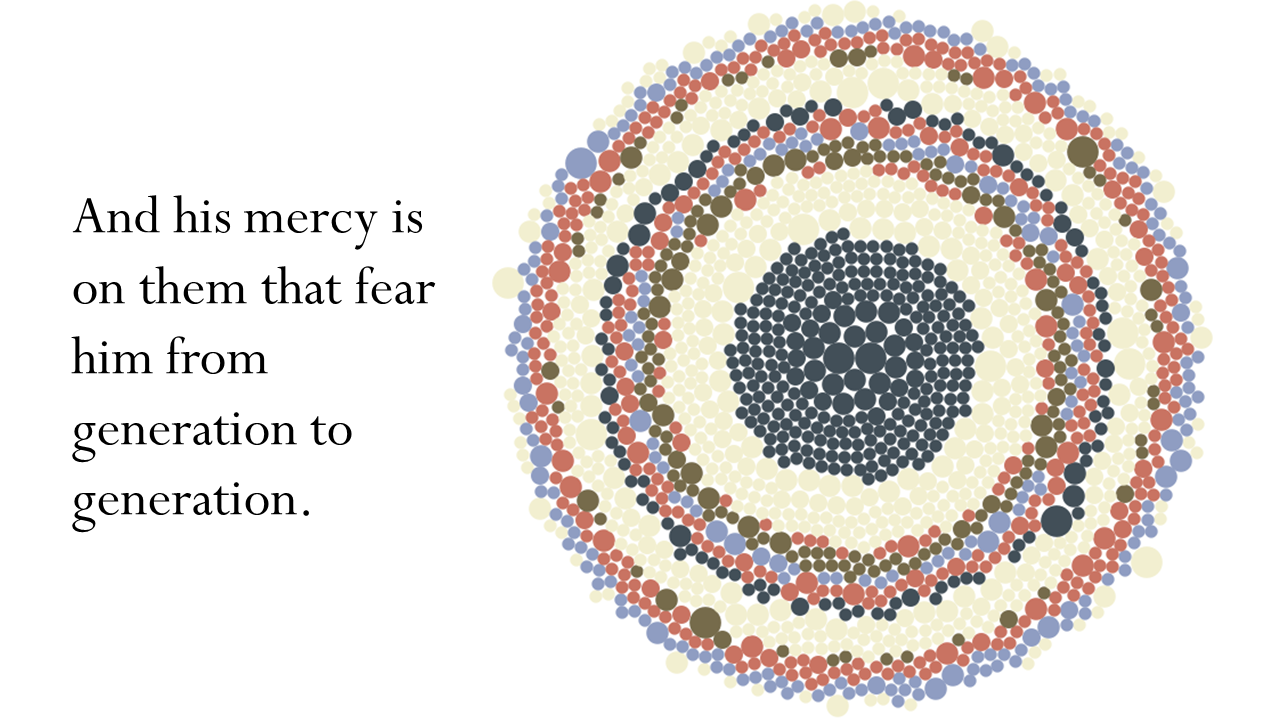 And his mercy is
on them that fear
him from
generation to
generation.